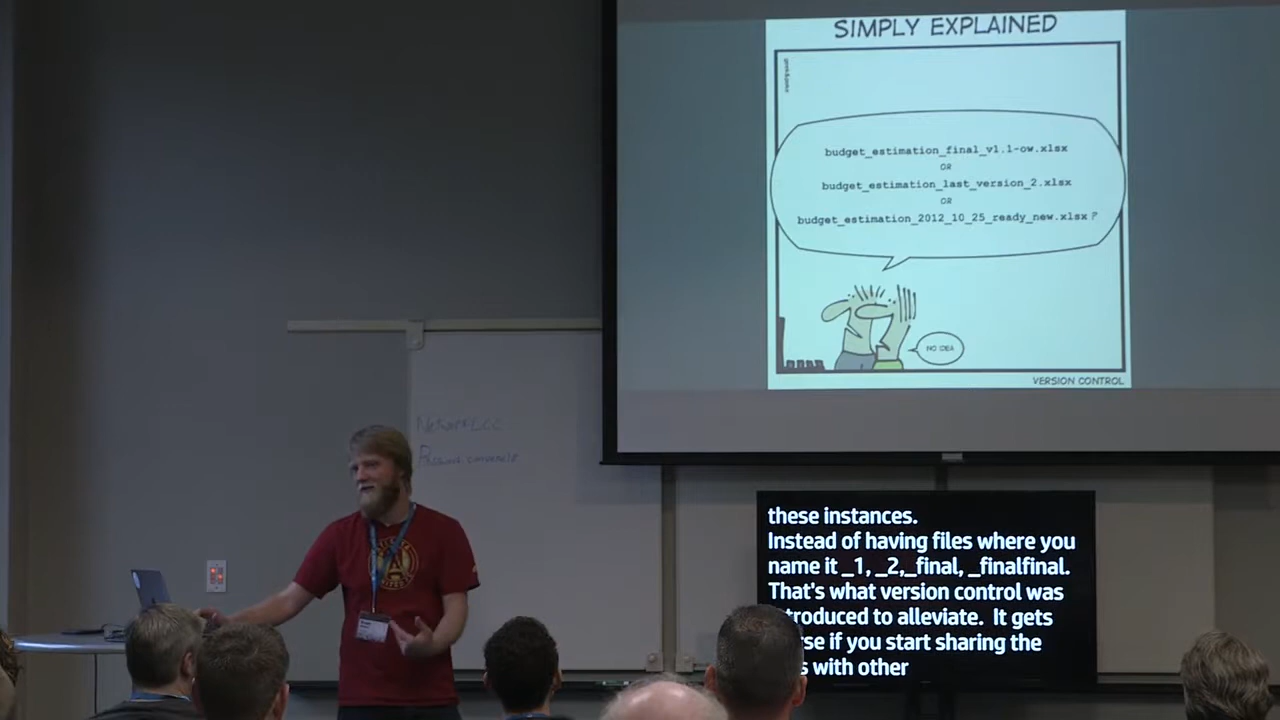 SIMPLY EXPLAINED
budget_estimation_final_v1.1-ow.xlsx
OR
budget_estimation_last_version_2.xlsx
OR
budget_estimation_2012_10_25_ready_new.xlsx?
NO IDEA
VERSION CONTROL
these instances.
Instead of having files where you
name it _1, _2,_final, _finalfinal.
That's what version control was
troduced to alleviate.  It gets
rse if you start sharing the
s with other